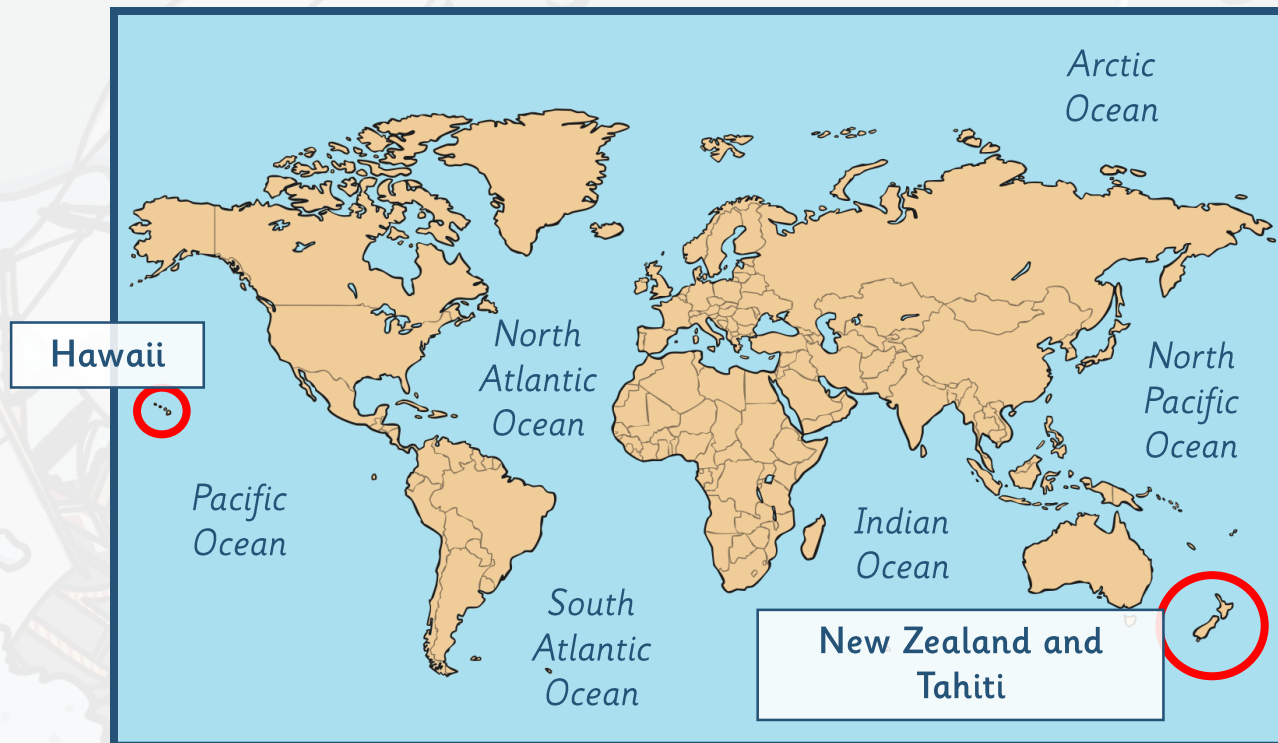 Arctic
Ocean
Hawaii
North
Atlantic
Ocean
North
Pacific
Ocean
Pacific
Ocean
Indian
Ocean
South
Atlantic
Ocean
New Zealand and
Tahiti